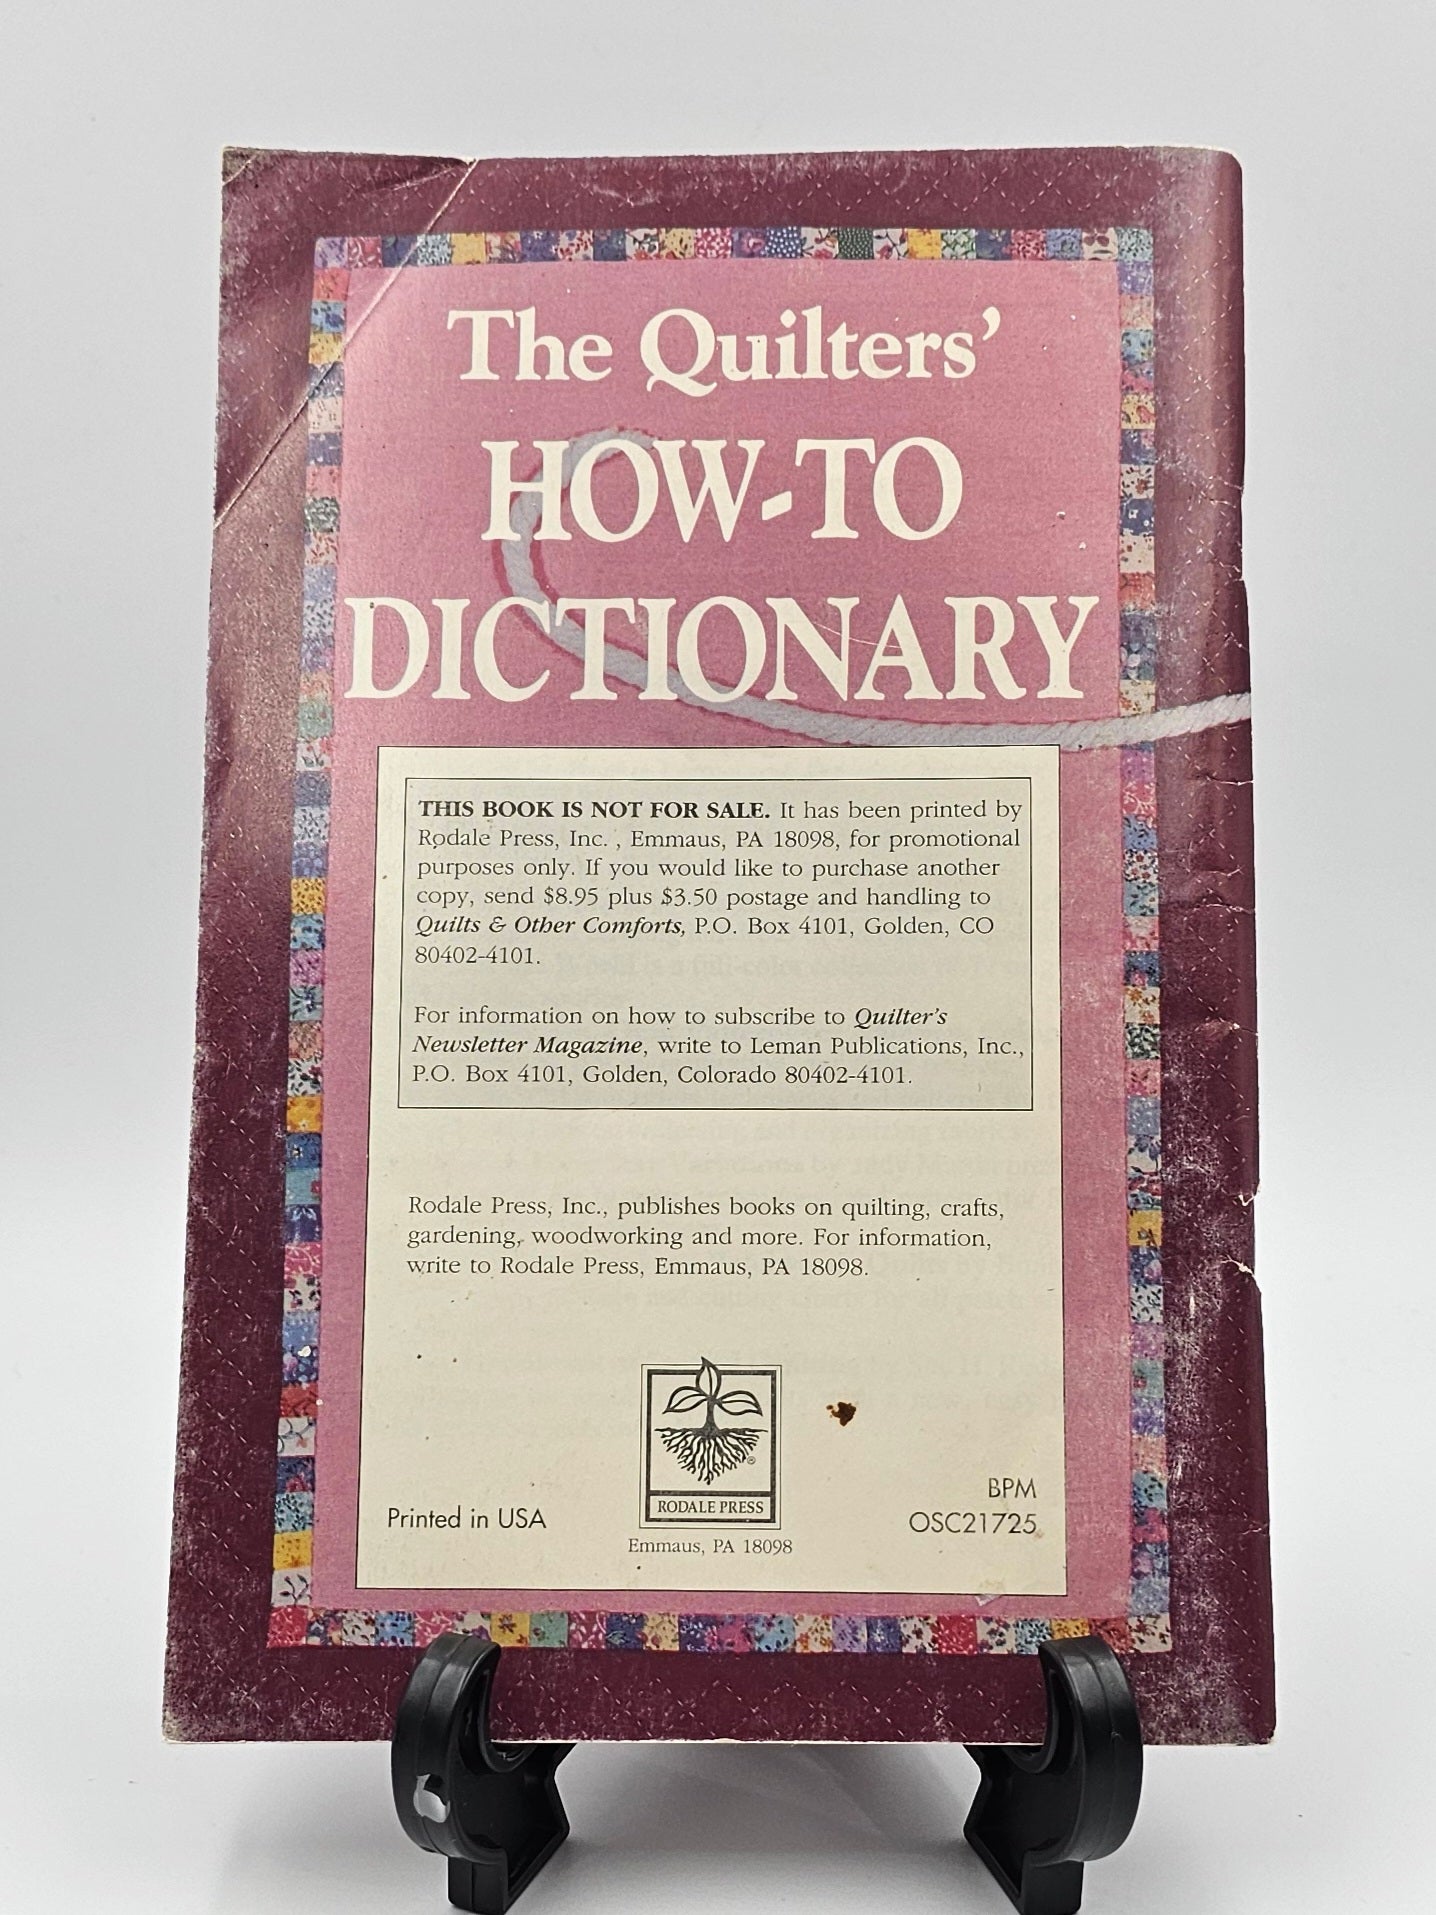 The Quilters'
HOW-TO
DICTIONARY
THIS BOOK IS NOT FOR SALE. It has been printed by
Rodale Press, Inc. , Emmaus, PA 18098, for promotional
purposes only. If you would like to purchase another
copy, send $8.95 plus $3.50 postage and handling to
Quilts & Other Comforts, P.O. Box 4101, Golden, CO
80402-4101.
For information on how to subscribe to Quilter's
Newsletter Magazine, write to Leman Publications, Inc.,
P.O. Box 4101, Golden, Colorado 80402-4101.
Rodale Press, Inc., publishes books on quilting, crafts,
gardening, woodworking and more. For information,
write to Rodale Press, Emmaus, PA 18098.
®
RODALE PRESS
Emmaus, PA 18098
Printed in USA
BPM
OSC21725